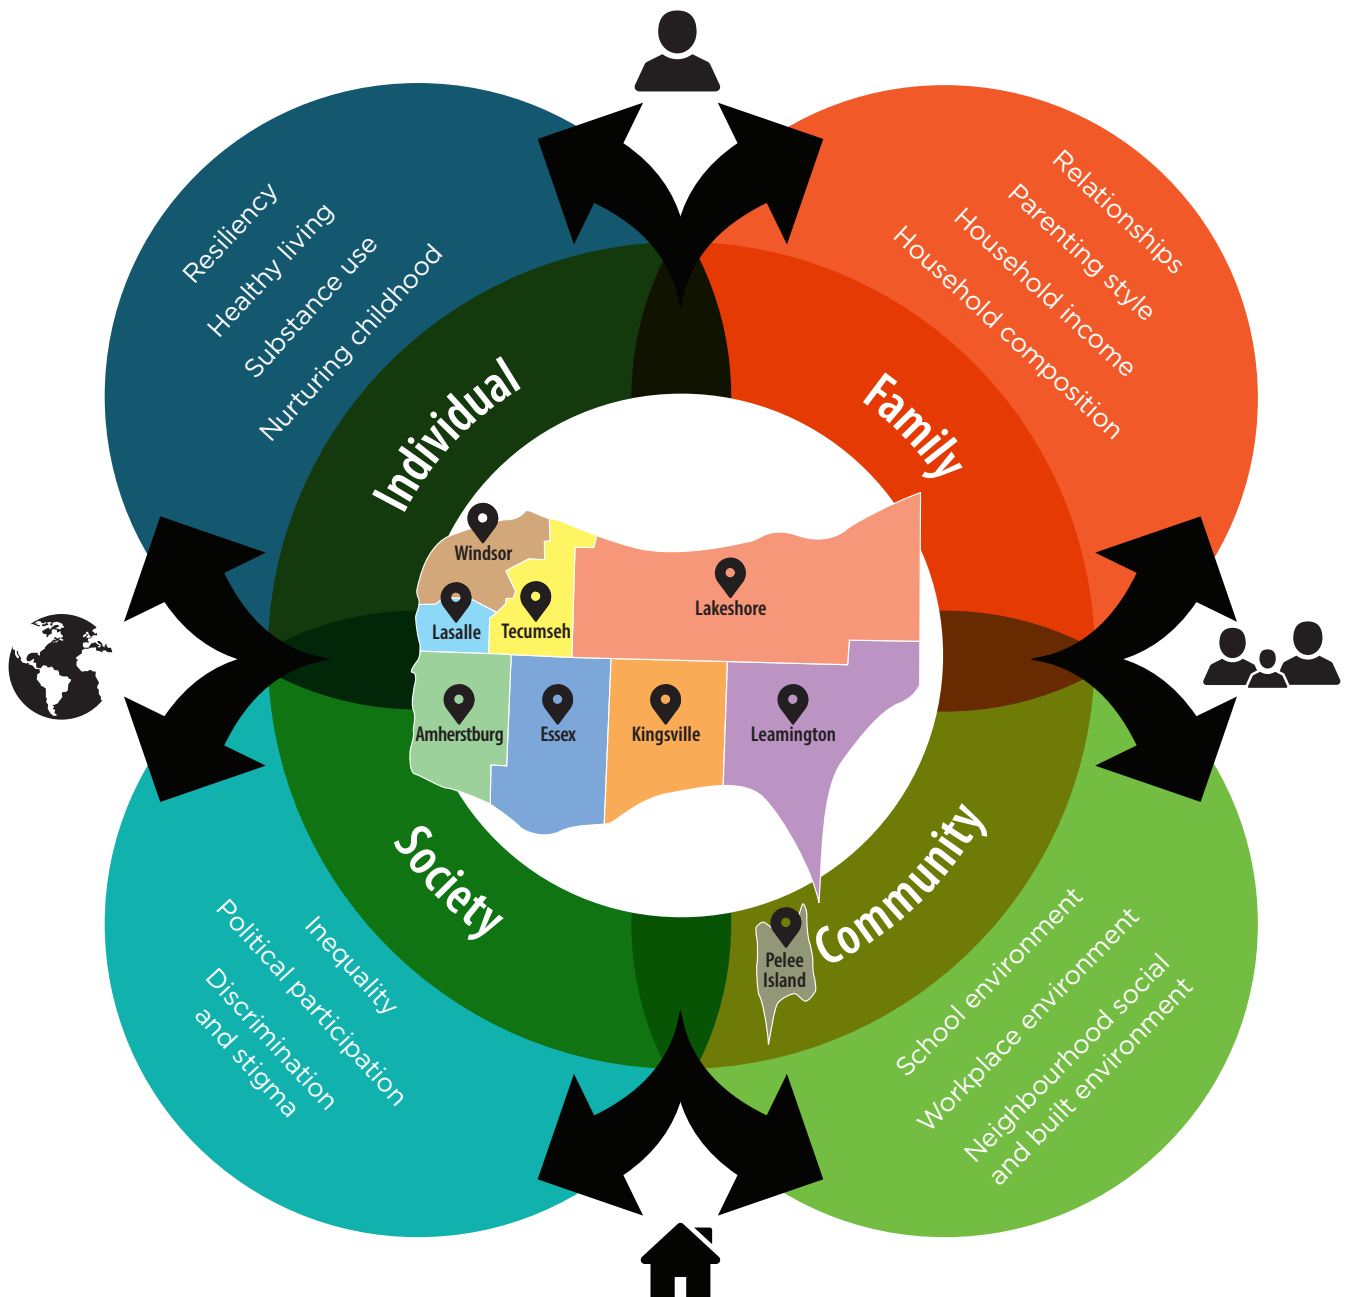 Resiliency
Healthy living
Substance use
Nurturing childhood
Individual
Relationships
Parenting style
Household income
Household composition
Family
Windsor
Lasalle
Tecumseh
Lakeshore
Amherstburg
Essex
Kingsville
Leamington
Pelee
Island
Society
Inequality
Political participation
Discrimination
and stigma
Community
School environment
Workplace environment
Neighbourhood social
and built environment